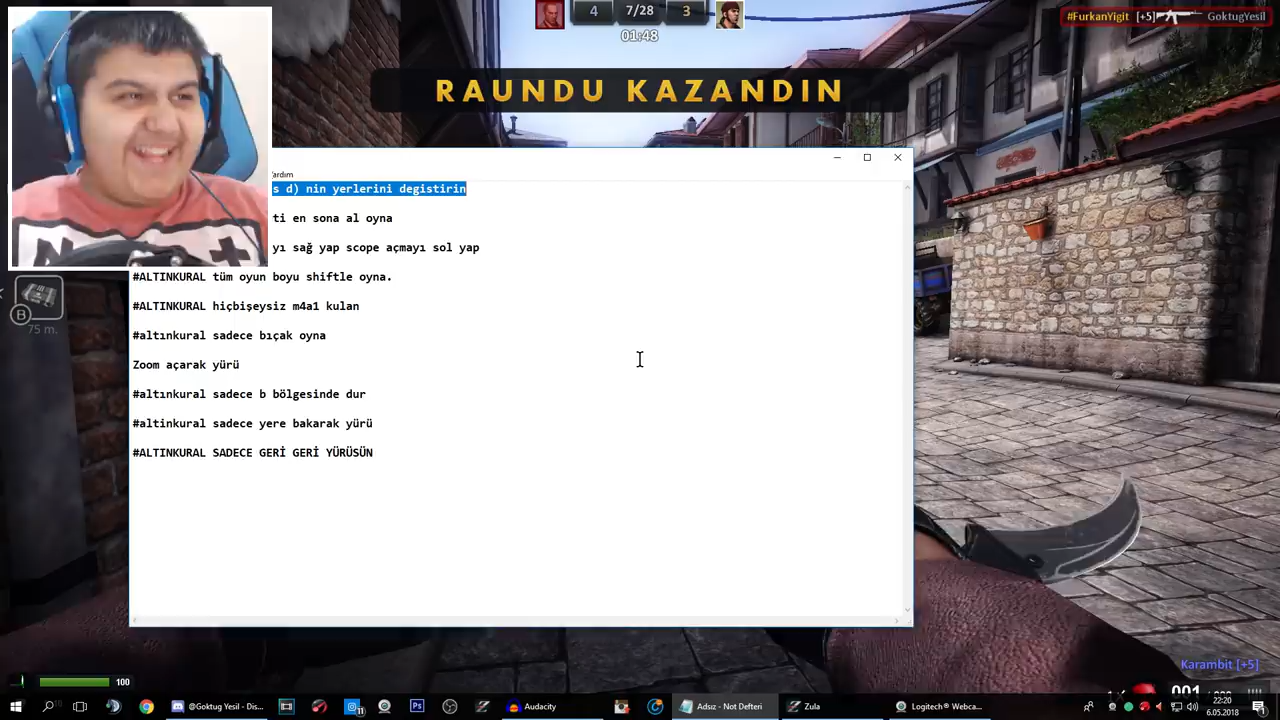 4 7/28 3
01:48
#FurkanYigit [+5] GoktugYesil
RAUNDU KAZANDIN
s d) nin yerlerini degistirin
ti en sona al oyna
yı sağ yap scope açmayı sol yap
#ALTINKURAL tüm oyun boyu shiftle oyna.
#ALTINKURAL hiçbişeysiz m4a1 kulan
#altınkural sadece bıçak oyna
Zoom açarak yürü
#altınkural sadece b bölgesinde dur
#altinkural sadece yere bakarak yürü
#ALTINKURAL SADECE GERİ GERİ YÜRÜSÜN
B
75 m.
Karambit [+5]
100
001
@Goktug Yesil - Dis...
Audacity
Adsız - Not Defteri
Zula
Logitech® Webca...
22:20
6.05.2018